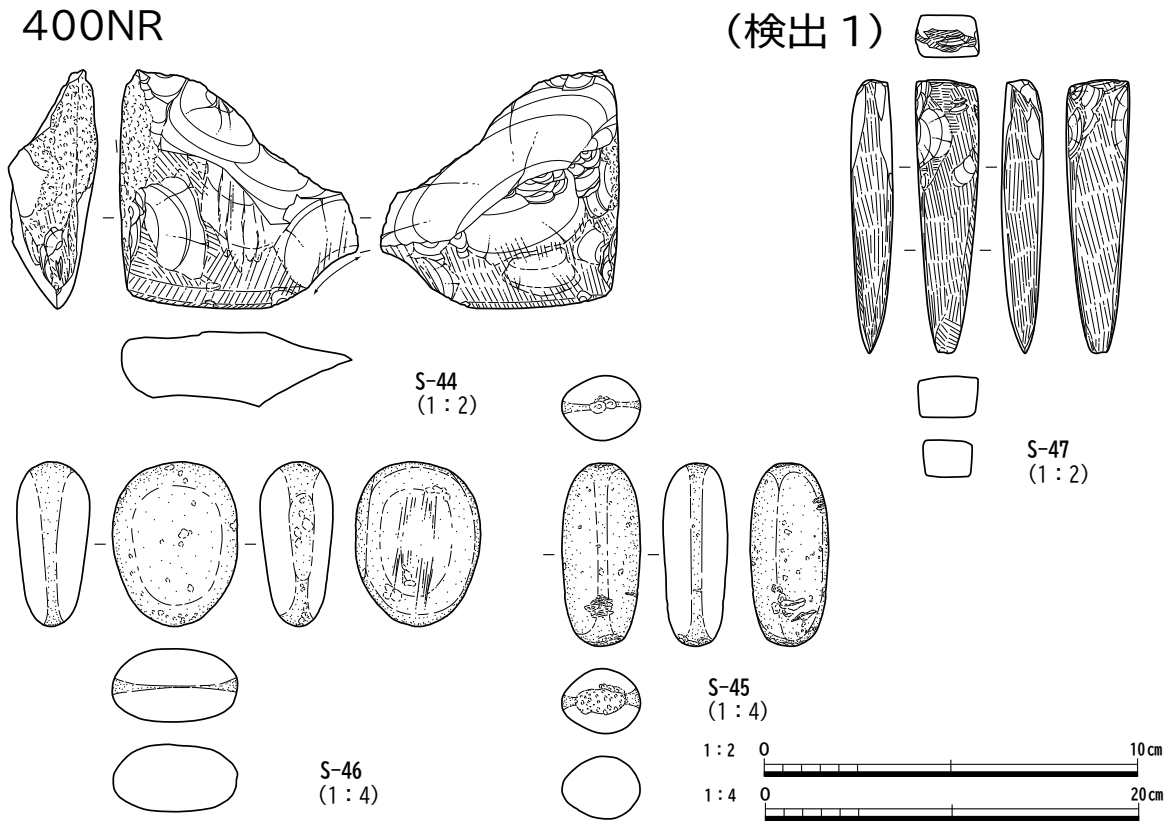 400NR
(検出 1)
S-44
(1:2)
S-47
(1:2)
S-45
(1:4)
S-46
(1:4)
1:2 0 10cm
1:4 0 20cm